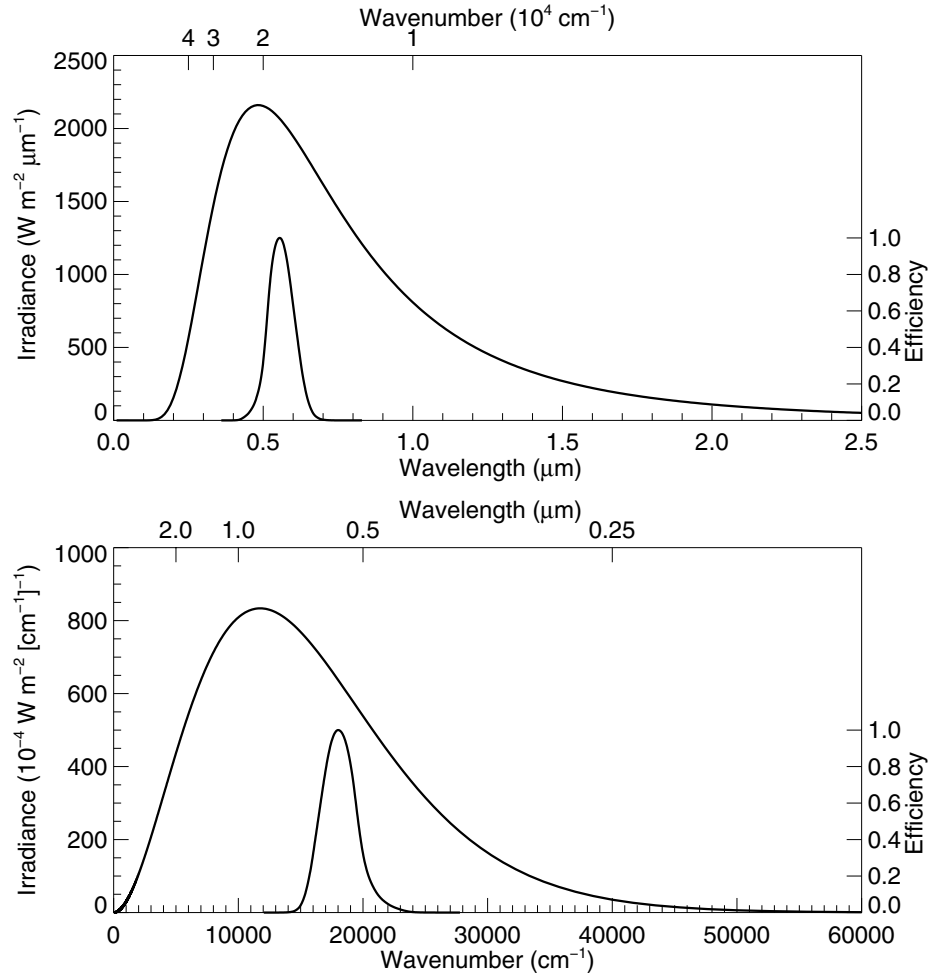 Wavenumber (10⁴ cm⁻¹)
4 3 2 1
2500
2000
1500
1000
500
0
Irradiance (W m⁻² μm⁻¹)
1.0
0.8
0.6
0.4
0.2
0.0
Efficiency
0.0 0.5 1.0 1.5 2.0 2.5
Wavelength (μm)
Wavelength (μm)
2.0 1.0 0.5 0.25
1000
800
600
400
200
0
Irradiance (10⁻⁴ W m⁻² [cm⁻¹]⁻¹)
1.0
0.8
0.6
0.4
0.2
0.0
Efficiency
0 10000 20000 30000 40000 50000 60000
Wavenumber (cm⁻¹)